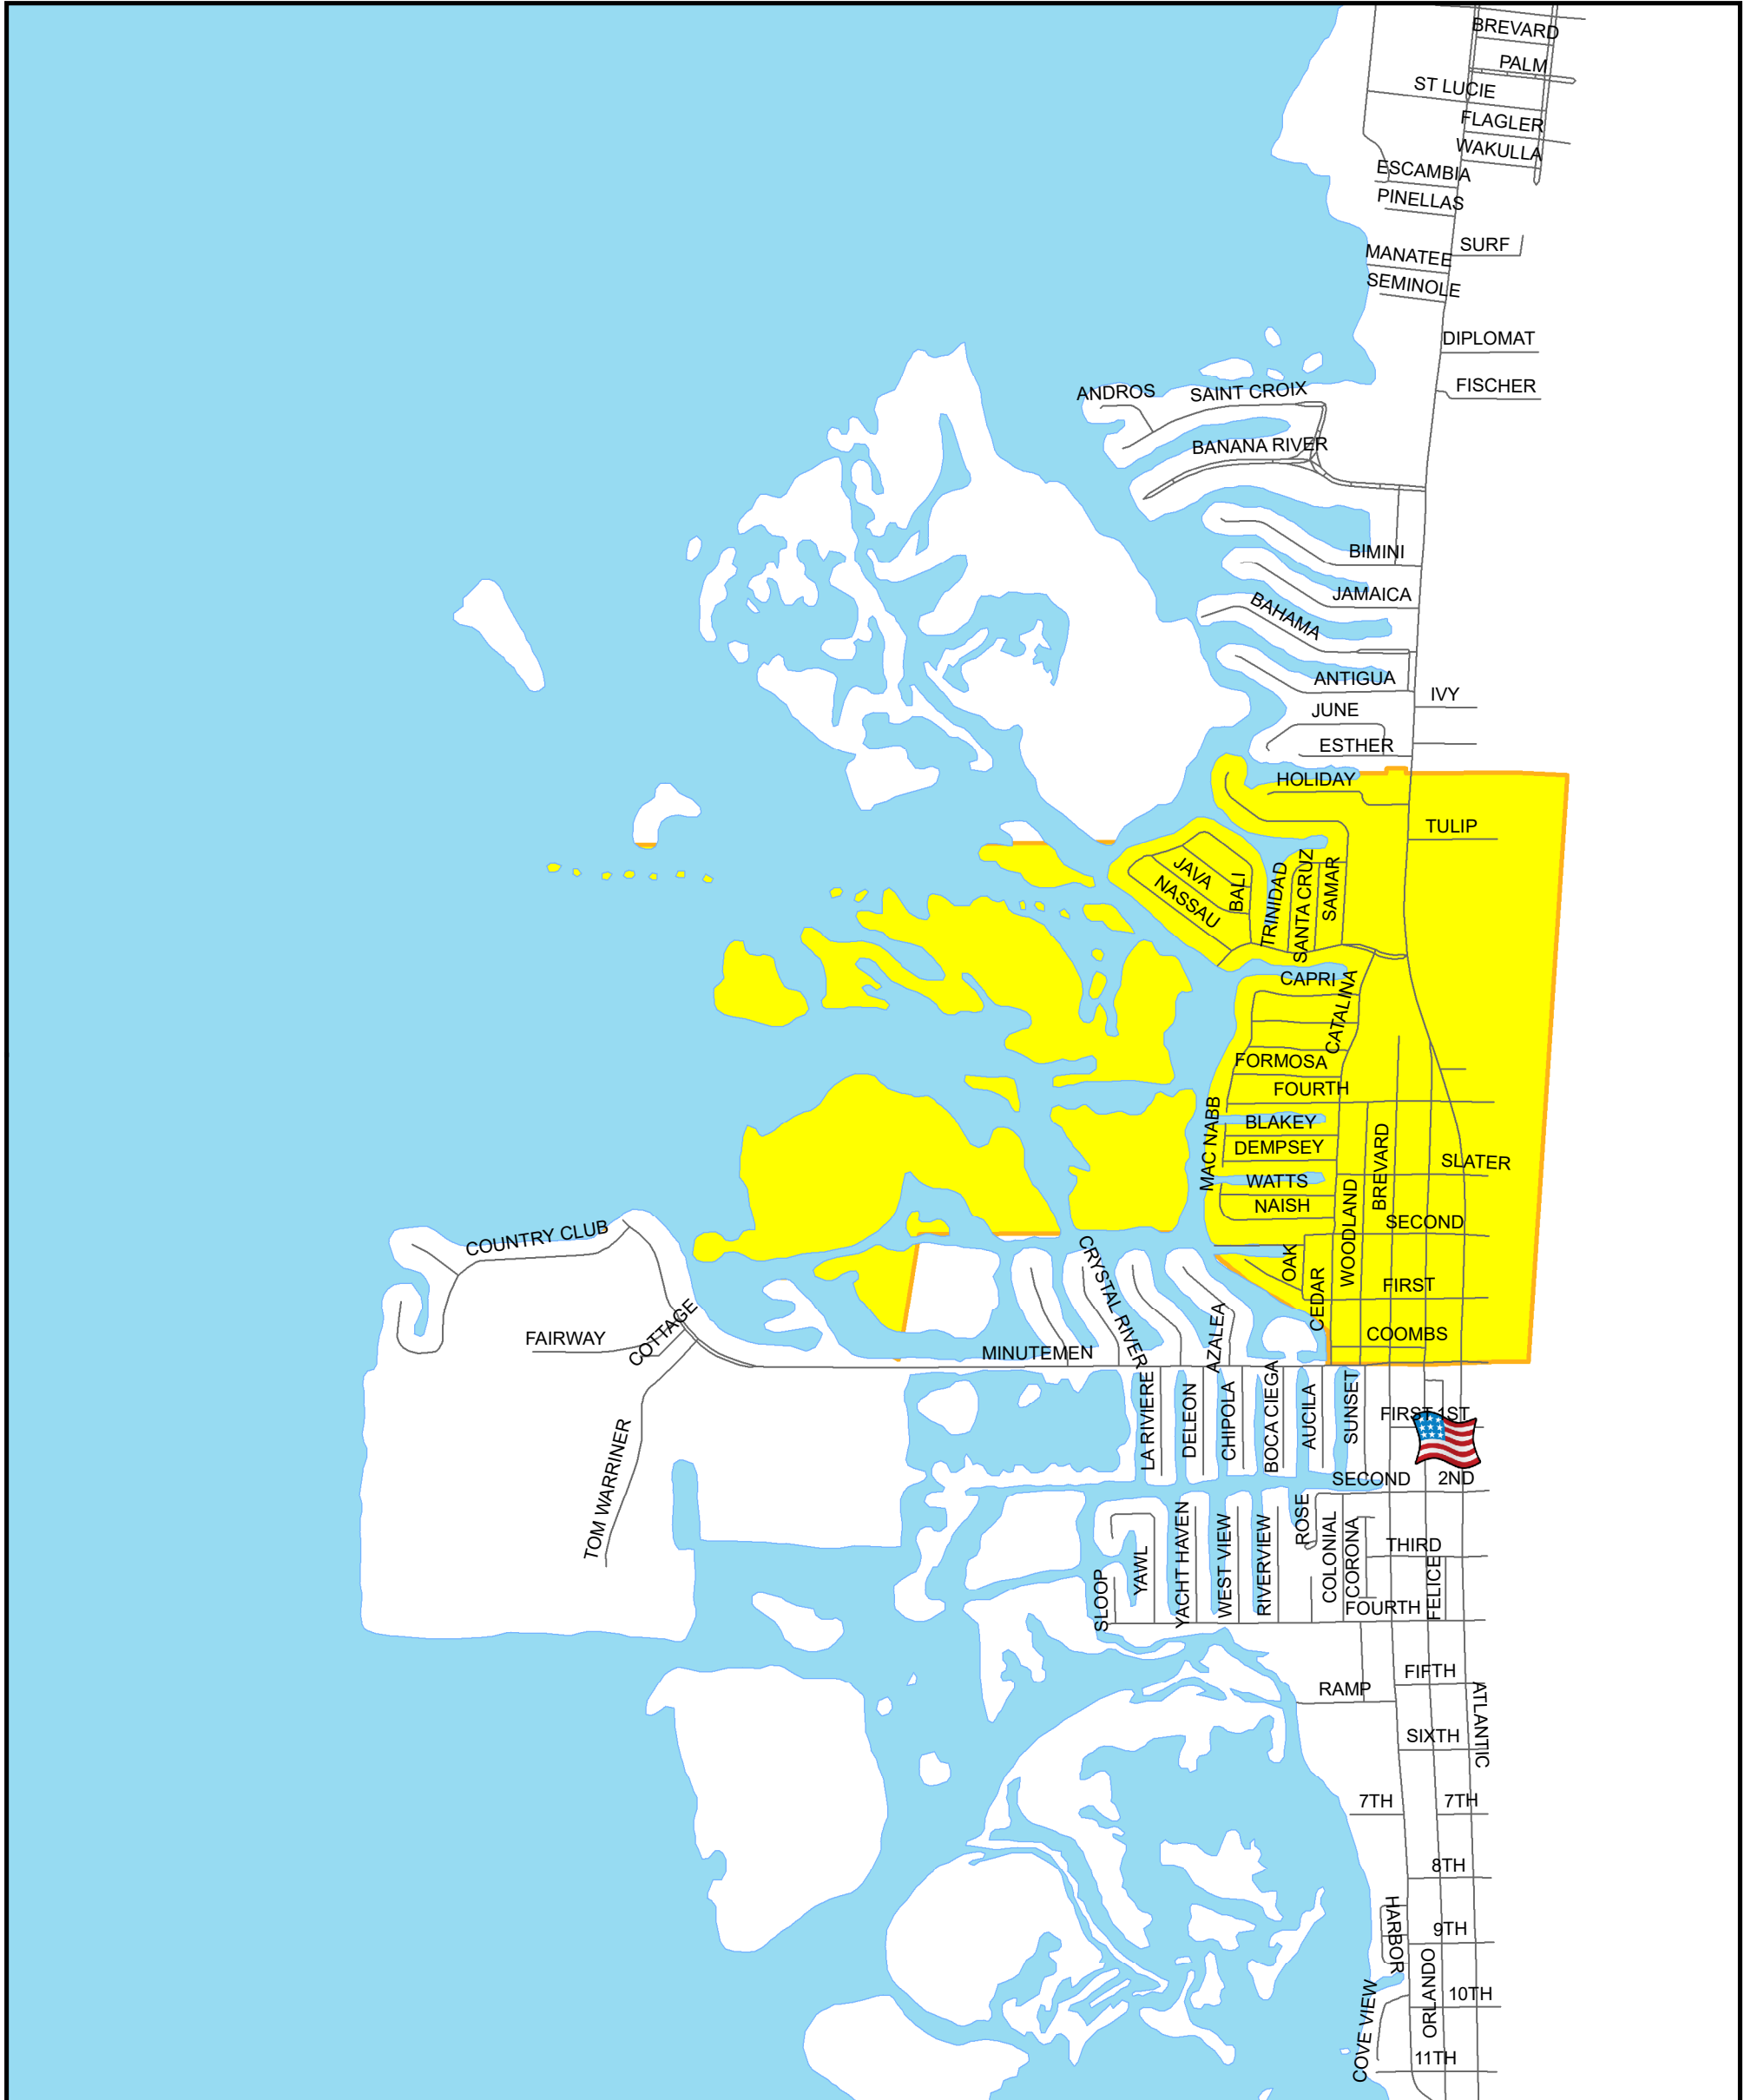 BREVARD
PALM
ST LUCIE
FLAGLER
WAKULLA
ESCAMBIA
PINELLAS
SURF
MANATEE
SEMINOLE
DIPLOMAT
FISCHER
ANDROS
SAINT CROIX
BANANA RIVER
BIMINI
JAMAICA
BAHAMA
ANTIGUA
IVY
JUNE
ESTHER
HOLIDAY
TULIP
JAVA
NASSAU
BALI
TRINIDAD
SANTA CRUZ
SAMAR
CAPRI
CATALINA
FORMOSA
FOURTH
MAC NABB
BLAKEY
DEMPSEY
BREVARD
SLATER
WATTS
NAISH
WOODLAND
SECOND
COUNTRY CLUB
CRYSTAL RIVER
OAK
CEDAR
FIRST
FAIRWAY
COTTAGE
MINUTEMEN
AZALEA
COOMBS
LA RIVIERE
DELEON
CHIPOLA
BOCA CIEGA
AUCILA
SUNSET
FIRST
1ST
TOM WARRINER
SECOND
2ND
SLOOP
YAWL
YACHT HAVEN
WEST VIEW
RIVERVIEW
ROSE
COLONIAL
CORONA
THIRD
FELICE
FOURTH
FIFTH
RAMP
ATLANTIC
SIXTH
7TH
7TH
8TH
HARBOR
9TH
ORLANDO
10TH
COVE VIEW
11TH